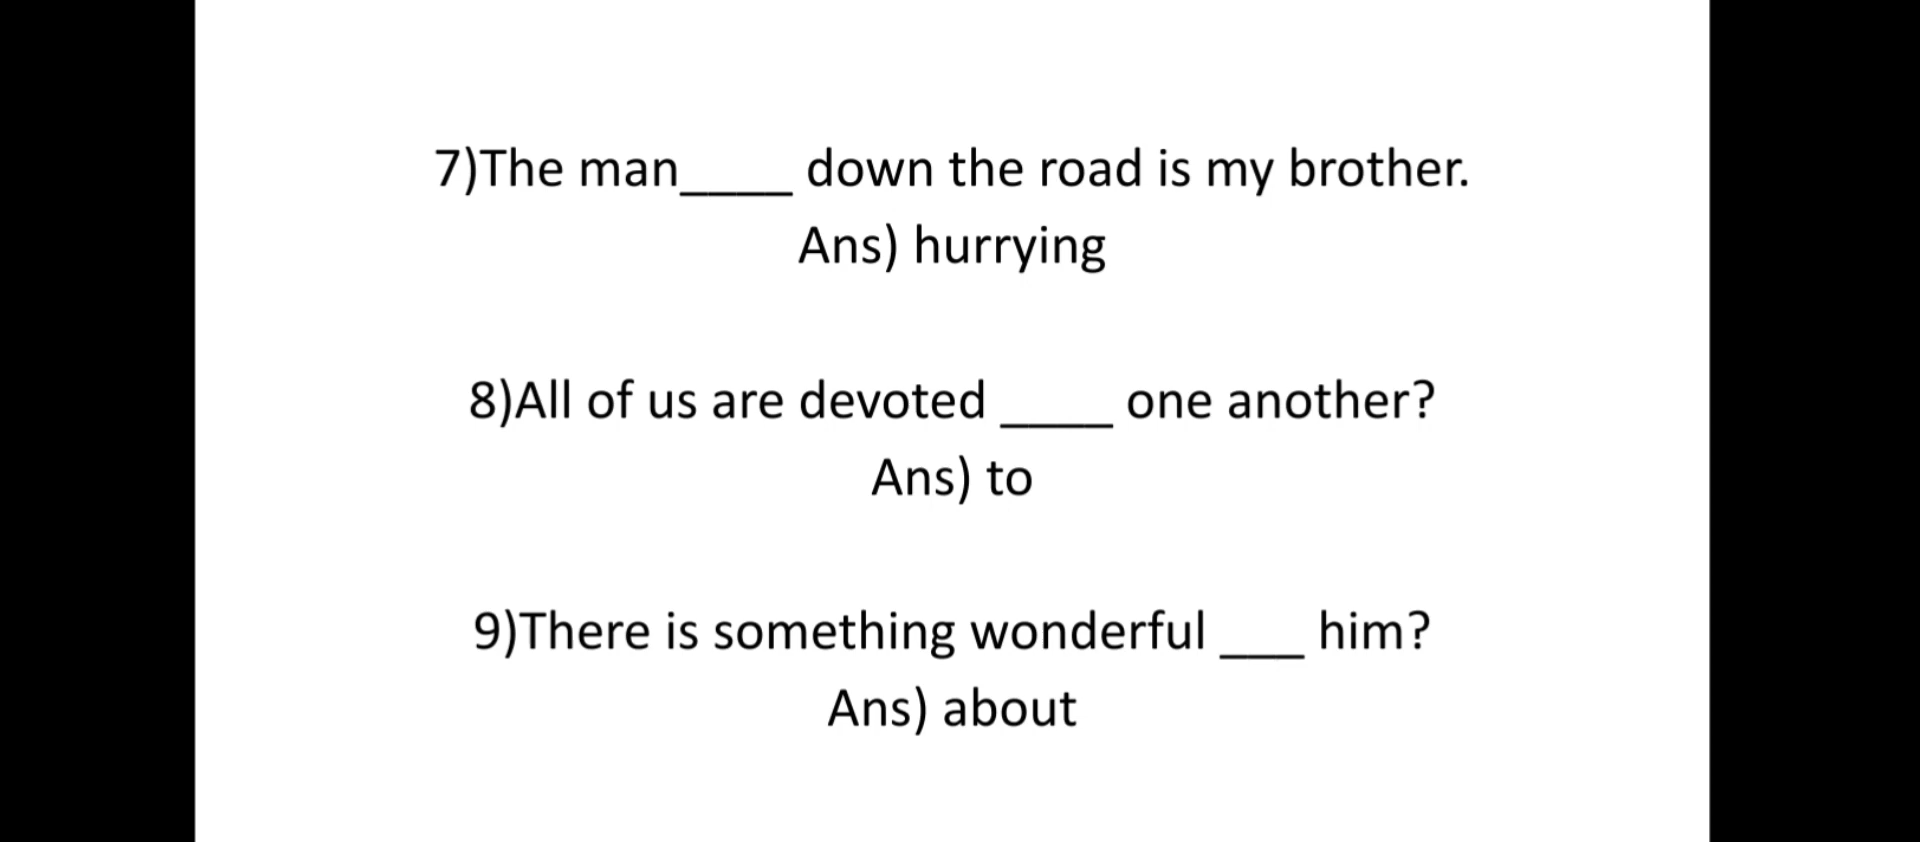 7)The man____ down the road is my brother.
Ans) hurrying
8)All of us are devoted ____ one another?
Ans) to
9)There is something wonderful ___ him?
Ans) about